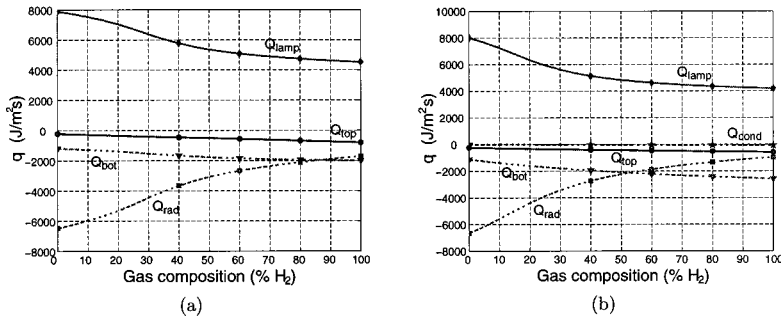 8000
6000
4000
2000
0
−2000
−4000
−6000
−8000
q (J/m²s)
Q_lamp
Q_top
Q_bot
Q_rad
0 10 20 30 40 50 60 70 80 90 100
Gas composition (% H₂)
(a)
10000
8000
6000
4000
2000
0
−2000
−4000
−6000
−8000
q (J/m²s)
Q_lamp
Q_cond
Q_top
Q_bot
Q_rad
0 10 20 30 40 50 60 70 80 90 100
Gas composition (% H₂)
(b)